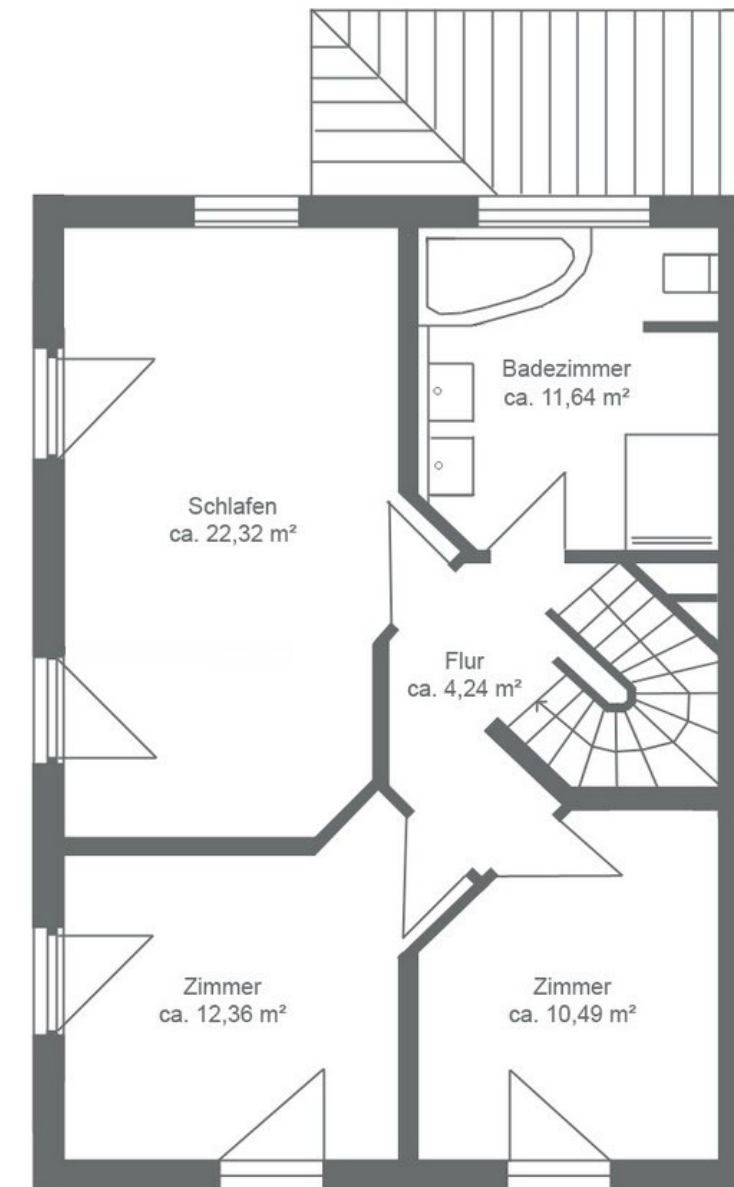 Badezimmer
ca. 11,64 m²
Schlafen
ca. 22,32 m²
Flur
ca. 4,24 m²
Zimmer
ca. 12,36 m²
Zimmer
ca. 10,49 m²